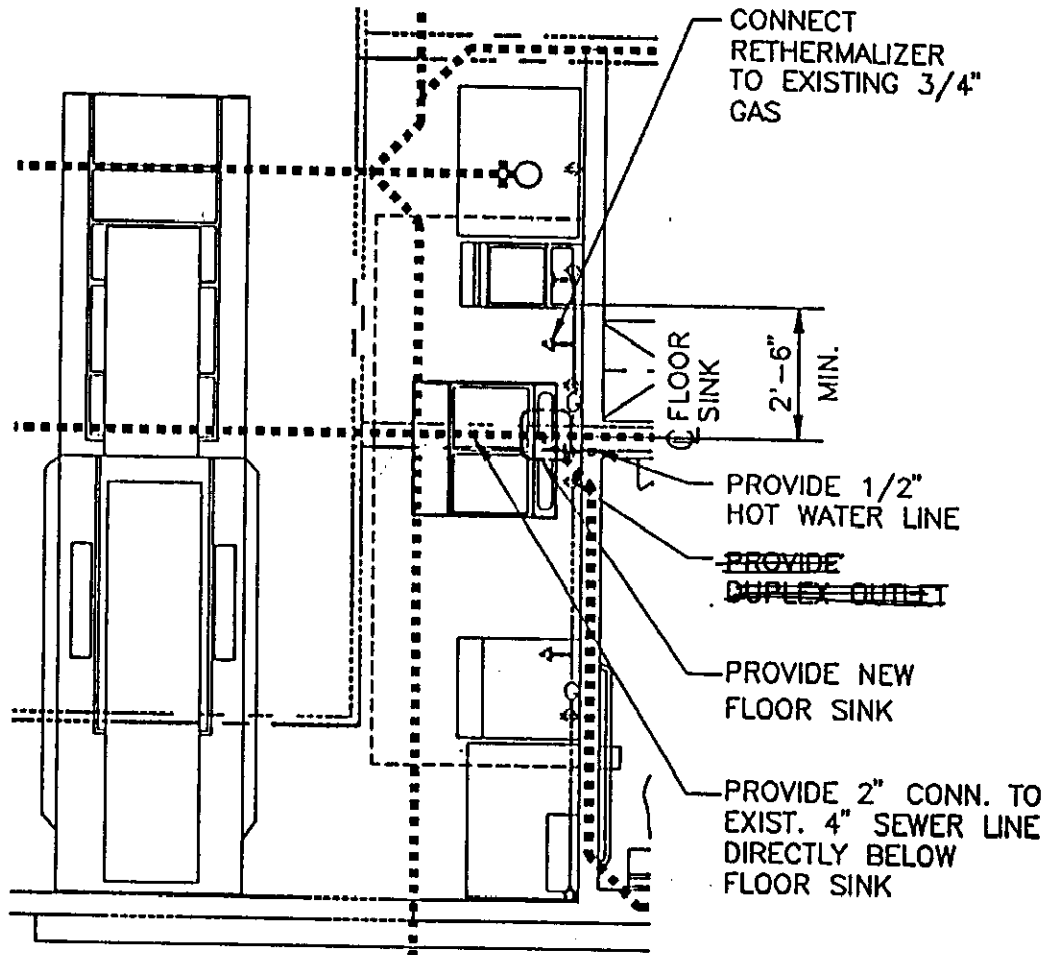 CONNECT
RETHERMALIZER
TO EXISTING 3/4"
GAS
℄ FLOOR
SINK
2'-6"
MIN.
PROVIDE 1/2"
HOT WATER LINE
PROVIDE
DUPLEX OUTLET
PROVIDE NEW
FLOOR SINK
PROVIDE 2" CONN. TO
EXIST. 4" SEWER LINE
DIRECTLY BELOW
FLOOR SINK